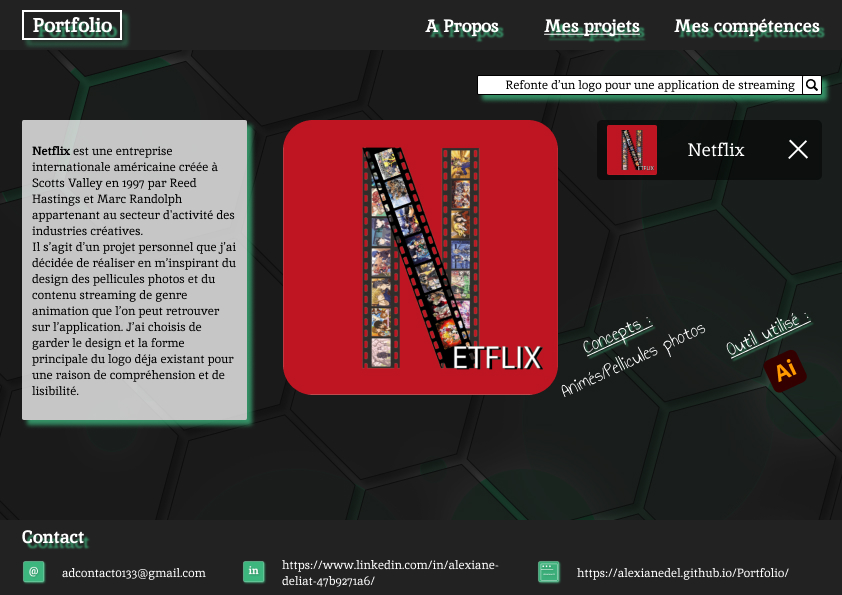 Portfolio
A Propos
Mes projets
Mes compétences
Refonte d'un logo pour une application de streaming
Netflix est une entreprise
internationale américaine créée à
Scotts Valley en 1997 par Reed
Hastings et Marc Randolph
appartenant au secteur d'activité des
industries créatives.
Il s'agit d'un projet personnel que j'ai
décidée de réaliser en m'inspirant du
design des pellicules photos et du
contenu streaming de genre
animation que l'on peut retrouver
sur l'application. J'ai choisis de
garder le design et la forme
principale du logo déja existant pour
une raison de compréhension et de
lisibilité.
N
ETFLIX
N
ETFLIX
Netflix
Concepts :
Animés/Pellicules photos
Outil utilisé :
Ai
Contact
@
adcontact0133@gmail.com
in
https://www.linkedin.com/in/alexiane-
deliat-47b9271a6/
https://alexianedel.github.io/Portfolio/